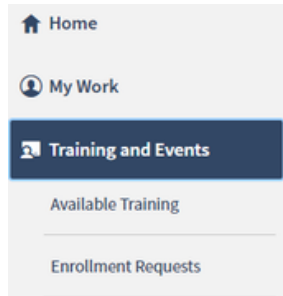 Home
My Work
Training and Events
Available Training
Enrollment Requests